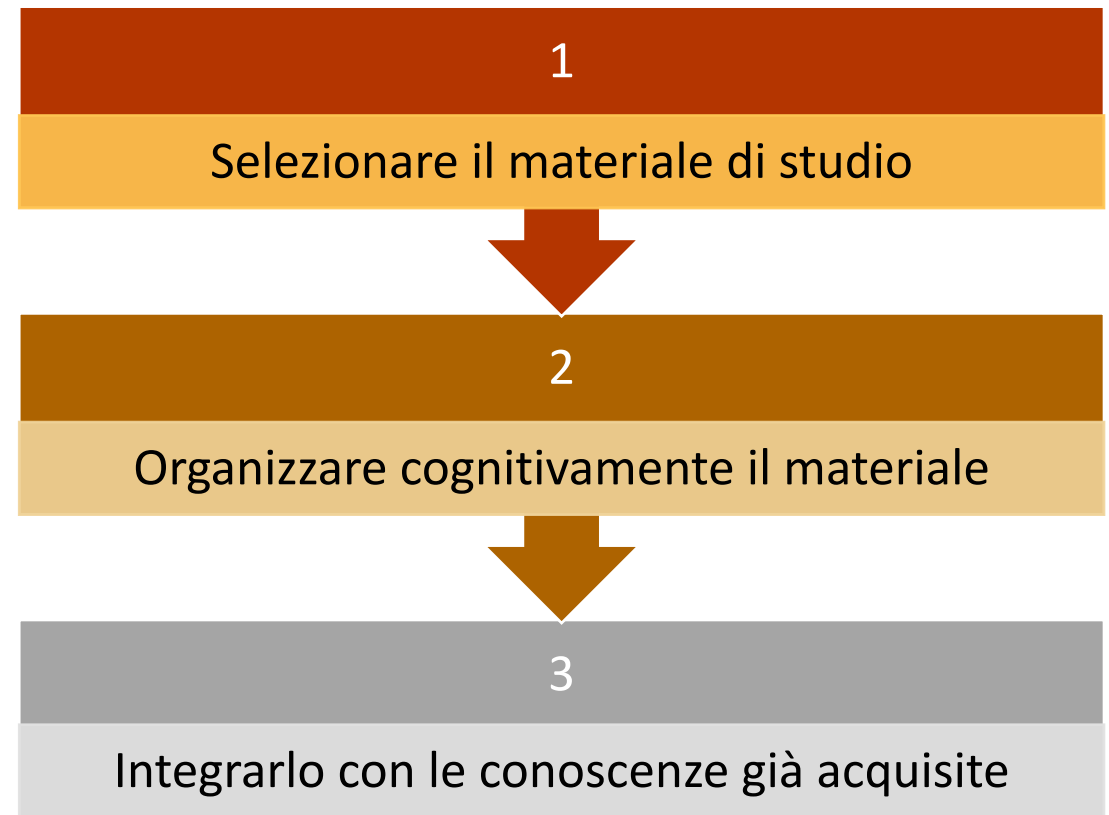 1
Selezionare il materiale di studio
2
Organizzare cognitivamente il materiale
3
Integrarlo con le conoscenze già acquisite